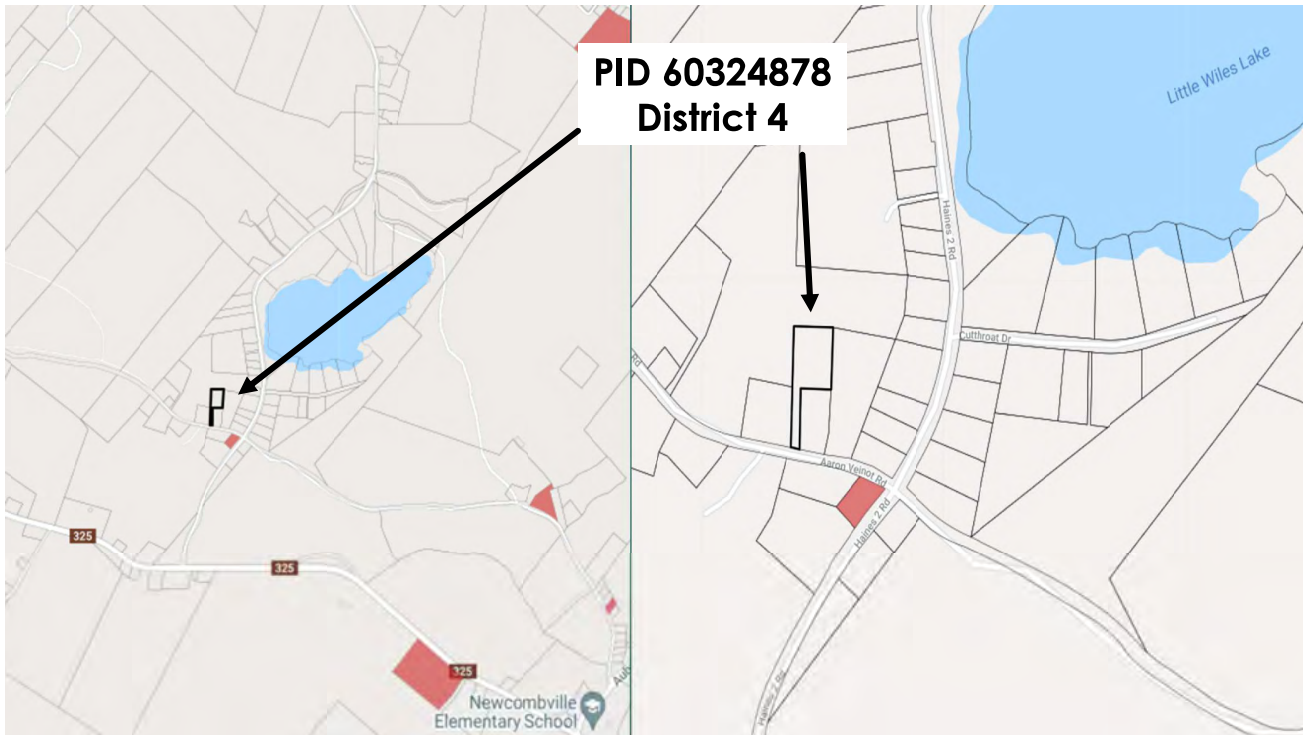 PID 60324878
District 4
325
325
325
Newcombville
Elementary School
Little Wiles Lake
Haines 2 Rd
Cutthroat Dr
Rd
Aaron Veinot Rd
Haines 2 Rd
Haines 2 Rd